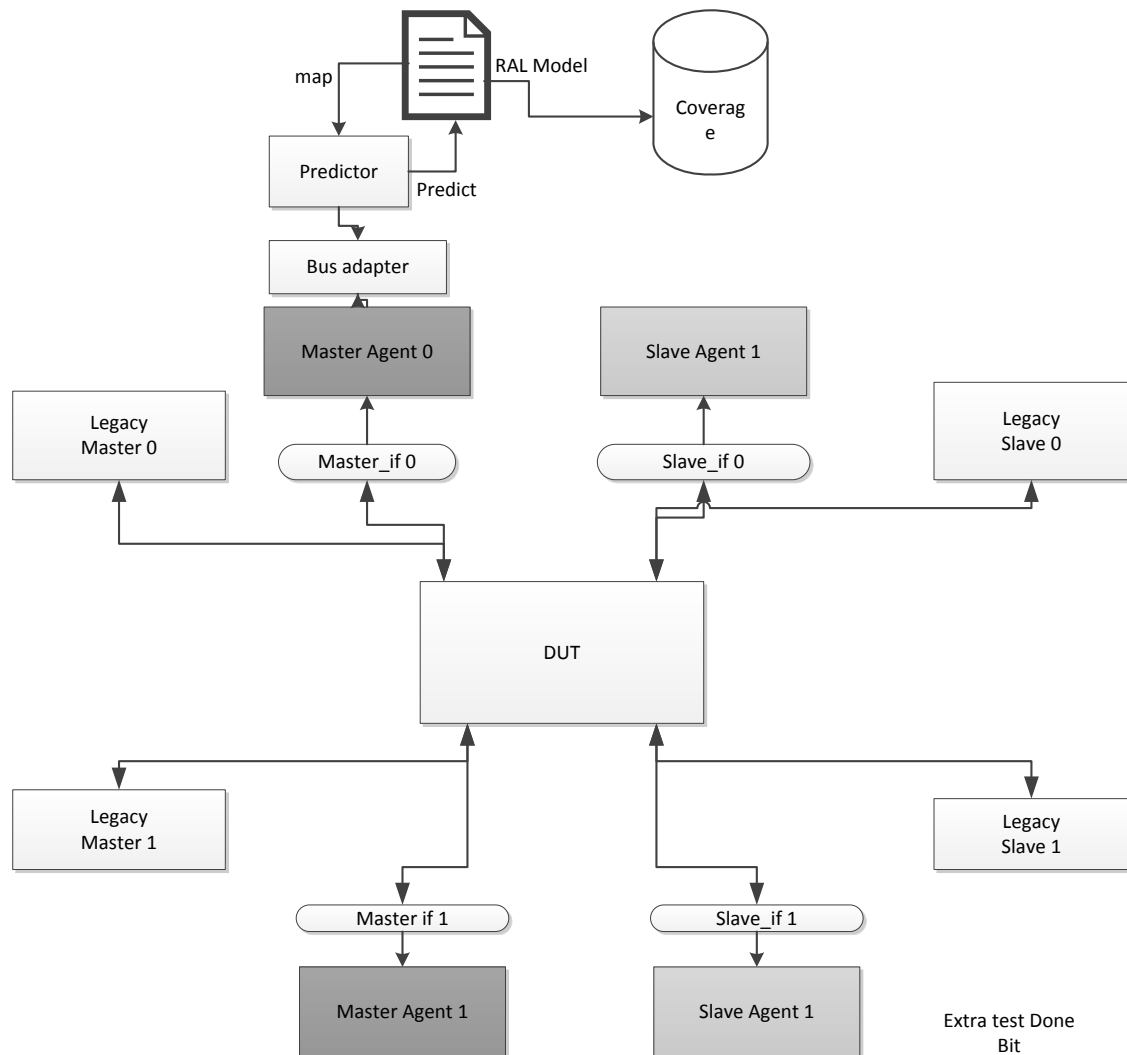 map
RAL Model
Coverag
e
Predictor
Predict
Bus adapter
Master Agent 0
Slave Agent 1
Legacy
Master 0
Master_if 0
Slave_if 0
Legacy
Slave 0
DUT
Legacy
Master 1
Legacy
Slave 1
Master if 1
Slave_if 1
Master Agent 1
Slave Agent 1
Extra test Done
Bit